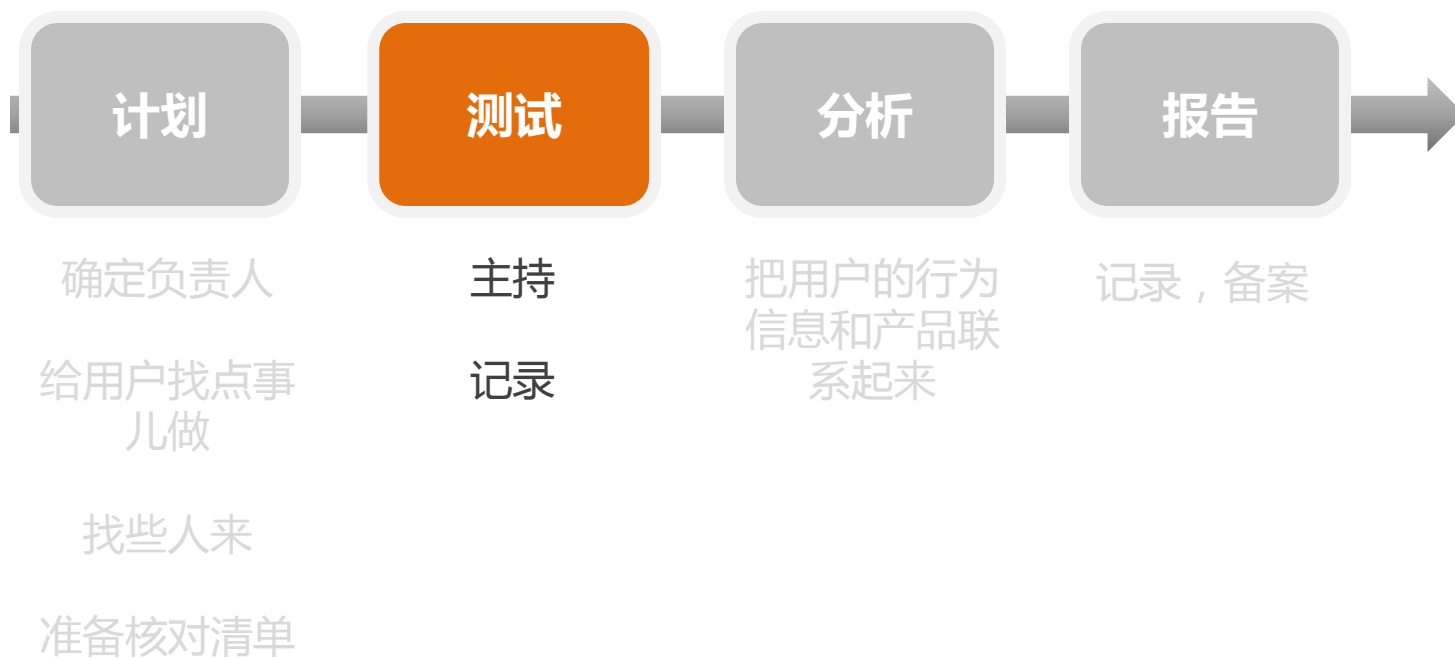 计划
测试
分析
报告
确定负责人
给用户找点事
儿做
找些人来
准备核对清单
主持
记录
把用户的行为
信息和产品联
系起来
记录，备案